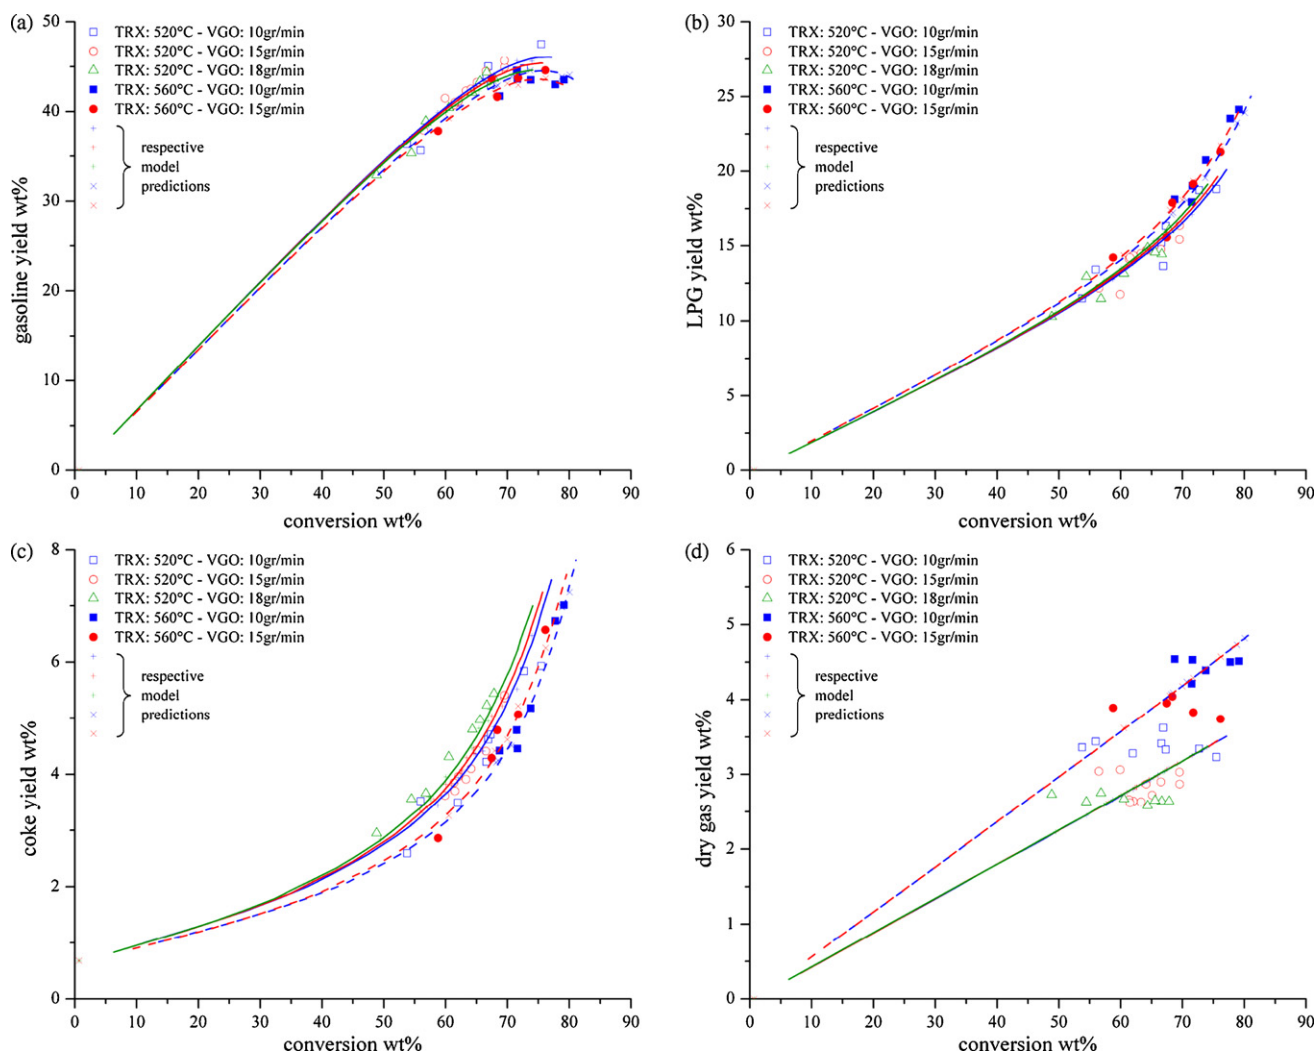 (a)
50
40
30
20
10
0
gasoline yield wt%
TRX: 520°C - VGO: 10gr/min
TRX: 520°C - VGO: 15gr/min
TRX: 520°C - VGO: 18gr/min
TRX: 560°C - VGO: 10gr/min
TRX: 560°C - VGO: 15gr/min
respective
model
predictions
0 10 20 30 40 50 60 70 80 90
conversion wt%
(b)
30
25
20
15
10
5
0
LPG yield wt%
TRX: 520°C - VGO: 10gr/min
TRX: 520°C - VGO: 15gr/min
TRX: 520°C - VGO: 18gr/min
TRX: 560°C - VGO: 10gr/min
TRX: 560°C - VGO: 15gr/min
respective
model
predictions
0 10 20 30 40 50 60 70 80 90
conversion wt%
(c)
8
6
4
2
0
coke yield wt%
TRX: 520°C - VGO: 10gr/min
TRX: 520°C - VGO: 15gr/min
TRX: 520°C - VGO: 18gr/min
TRX: 560°C - VGO: 10gr/min
TRX: 560°C - VGO: 15gr/min
respective
model
predictions
0 10 20 30 40 50 60 70 80 90
conversion wt%
(d)
6
5
4
3
2
1
0
dry gas yield wt%
TRX: 520°C - VGO: 10gr/min
TRX: 520°C - VGO: 15gr/min
TRX: 520°C - VGO: 18gr/min
TRX: 560°C - VGO: 10gr/min
TRX: 560°C - VGO: 15gr/min
respective
model
predictions
0 10 20 30 40 50 60 70 80 90
conversion wt%